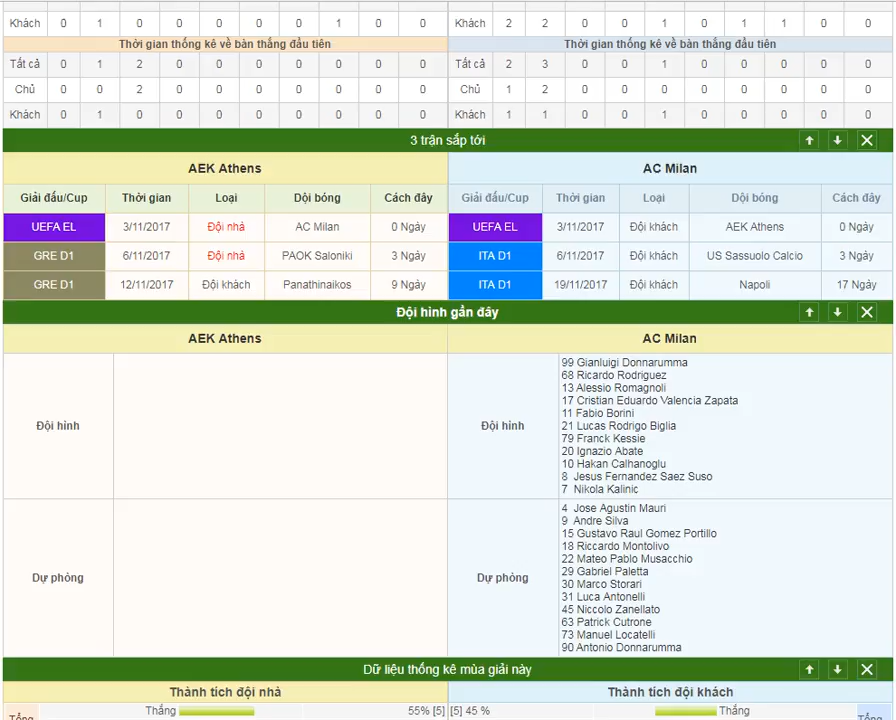 Khách 0 1 0 0 0 0 0 1 0 0 Khách 2 2 0 0 1 0 1 1 0 0
Thời gian thống kê về bàn thắng đầu tiên Thời gian thống kê về bàn thắng đầu tiên
Tất cả 0 1 2 0 0 0 0 0 0 0 Tất cả 2 3 0 0 1 0 0 0 0 0
Chủ 0 0 2 0 0 0 0 0 0 0 Chủ 1 2 0 0 0 0 0 0 0 0
Khách 0 1 0 0 0 0 0 0 0 0 Khách 1 1 0 0 1 0 0 0 0 0
3 trận sắp tới
AEK Athens AC Milan
Giải đấu/Cup Thời gian Loại Dội bóng Cách đây Giải đấu/Cup Thời gian Loại Dội bóng Cách đây
UEFA EL 3/11/2017 Đội nhà AC Milan 0 Ngày UEFA EL 3/11/2017 Đội khách AEK Athens 0 Ngày
GRE D1 6/11/2017 Đội nhà PAOK Saloniki 3 Ngày ITA D1 6/11/2017 Đội khách US Sassuolo Calcio 3 Ngày
GRE D1 12/11/2017 Đội khách Panathinaikos 9 Ngày ITA D1 19/11/2017 Đội khách Napoli 17 Ngày
Đội hình gần đây
AEK Athens AC Milan
Đội hình Đội hình
99 Gianluigi Donnarumma
68 Ricardo Rodriguez
13 Alessio Romagnoli
17 Cristian Eduardo Valencia Zapata
11 Fabio Borini
21 Lucas Rodrigo Biglia
79 Franck Kessie
20 Ignazio Abate
10 Hakan Calhanoglu
8 Jesus Fernandez Saez Suso
7 Nikola Kalinic
Dự phỏng Dự phỏng
4 Jose Agustin Mauri
9 Andre Silva
15 Gustavo Raul Gomez Portillo
18 Riccardo Montolivo
22 Mateo Pablo Musacchio
29 Gabriel Paletta
30 Marco Storari
31 Luca Antonelli
45 Niccolo Zanellato
63 Patrick Cutrone
73 Manuel Locatelli
90 Antonio Donnarumma
Dữ liệu thống kê mùa giải này
Thành tích đội nhà Thành tích đội khách
Tổng Thắng 55% [5] [5] 45 % Thắng Tổng